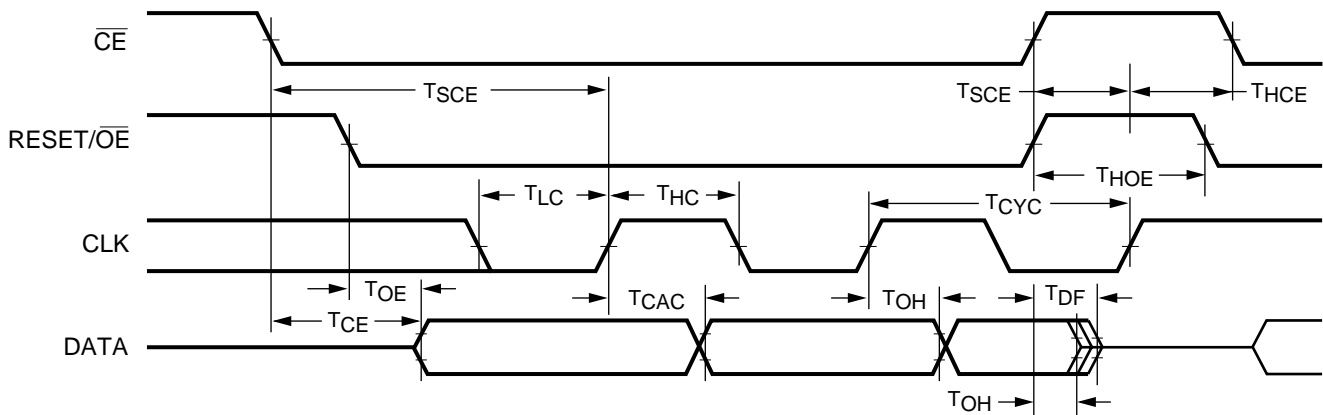 CE
TSCE
TSCE
THCE
RESET/OE
TLC
THC
THOE
TCYC
CLK
TOE
TCAC
TOH
TDF
TCE
DATA
TOH